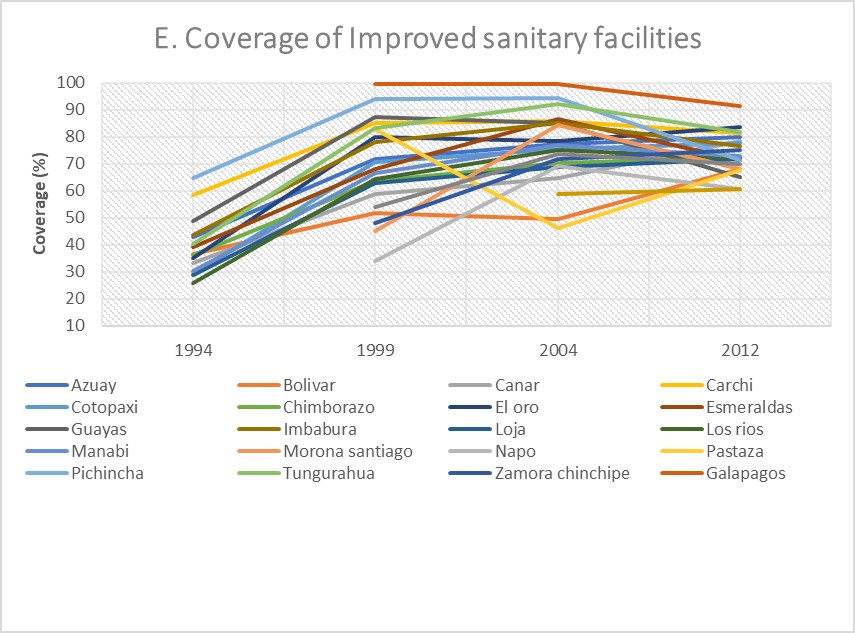 E. Coverage of Improved sanitary facilities
100
90
80
70
60
50
40
30
20
10
Coverage (%)
1994 1999 2004 2012
Azuay Bolivar Canar Carchi
Cotopaxi Chimborazo El oro Esmeraldas
Guayas Imbabura Loja Los rios
Manabi Morona santiago Napo Pastaza
Pichincha Tungurahua Zamora chinchipe Galapagos